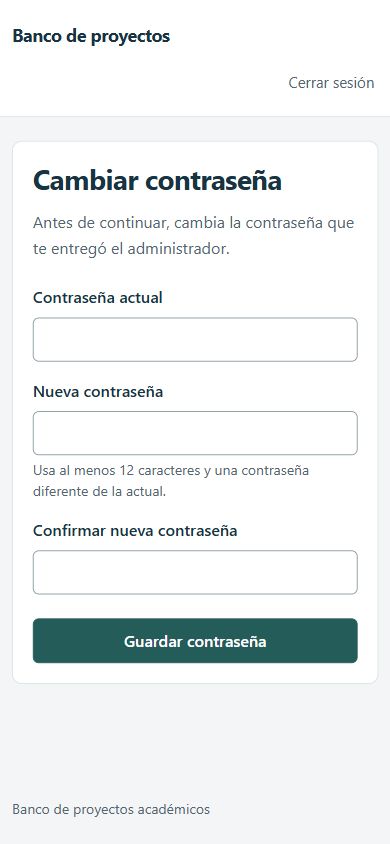 Banco de proyectos
Cerrar sesión
Cambiar contraseña
Antes de continuar, cambia la contraseña que
te entregó el administrador.
Contraseña actual
Nueva contraseña
Usa al menos 12 caracteres y una contraseña
diferente de la actual.
Confirmar nueva contraseña
Guardar contraseña
Banco de proyectos académicos